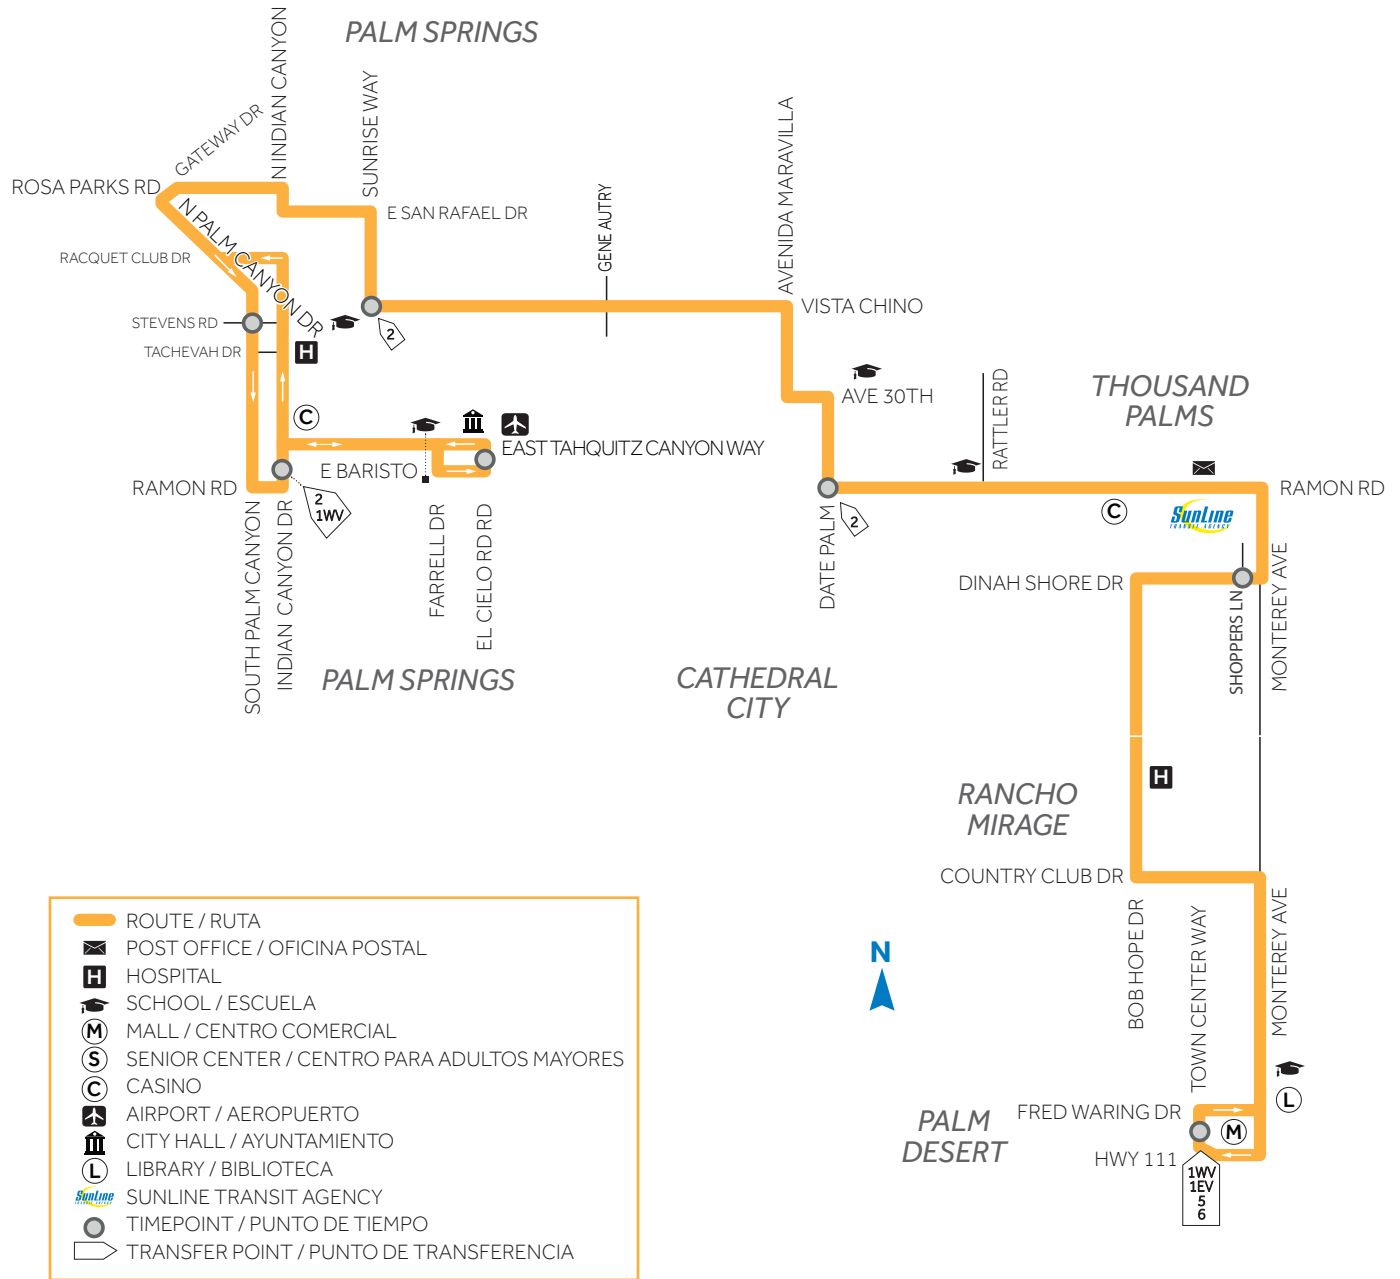 PALM SPRINGS
N INDIAN CANYON
SUNRISE WAY
GATEWAY DR
AVENIDA MARAVILLA
ROSA PARKS RD
N PALM CANYON DR
E SAN RAFAEL DR
GENE AUTRY
RACQUET CLUB DR
VISTA CHINO
STEVENS RD
2
TACHEVAH DR
H
THOUSAND
PALMS
RATTLER RD
AVE 30TH
C
EAST TAHQUITZ CANYON WAY
E BARISTO
RAMON RD
2
1WV
RAMON RD
C
SunLine
TRANSIT AGENCY
2
SOUTH PALM CANYON
INDIAN CANYON DR
FARRELL DR
EL CIELO RD RD
DATE PALM
DINAH SHORE DR
SHOPPERS LN
MONTEREY AVE
PALM SPRINGS
CATHEDRAL
CITY
H
RANCHO
MIRAGE
COUNTRY CLUB DR
BOB HOPE DR
TOWN CENTER WAY
MONTEREY AVE
N
L
PALM
DESERT
FRED WARING DR
M
HWY 111
1WV
1EV
5
6
ROUTE / RUTA
POST OFFICE / OFICINA POSTAL
H HOSPITAL
SCHOOL / ESCUELA
M MALL / CENTRO COMERCIAL
S SENIOR CENTER / CENTRO PARA ADULTOS MAYORES
C CASINO
AIRPORT / AEROPUERTO
CITY HALL / AYUNTAMIENTO
L LIBRARY / BIBLIOTECA
SunLine SUNLINE TRANSIT AGENCY
TIMEPOINT / PUNTO DE TIEMPO
TRANSFER POINT / PUNTO DE TRANSFERENCIA